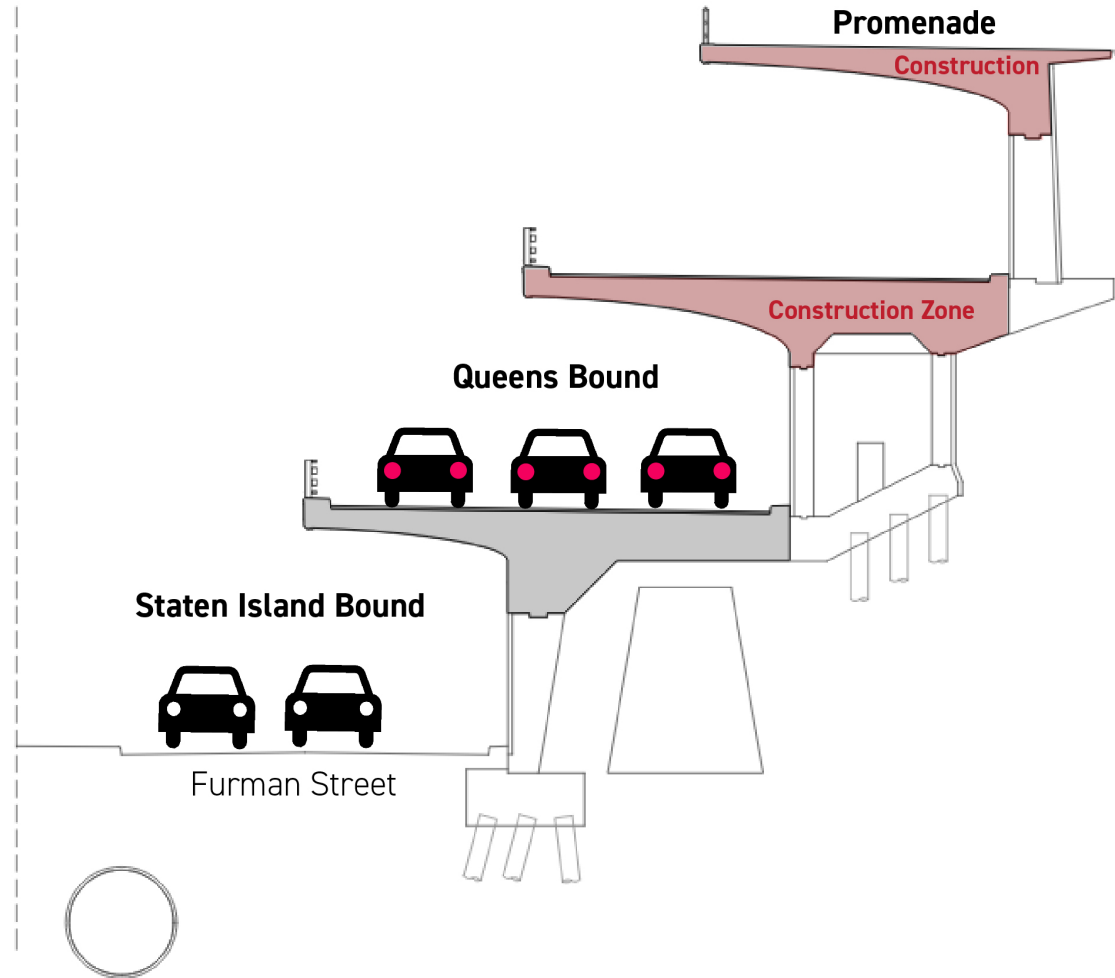 Promenade
Construction
Construction Zone
Queens Bound
Staten Island Bound
Furman Street